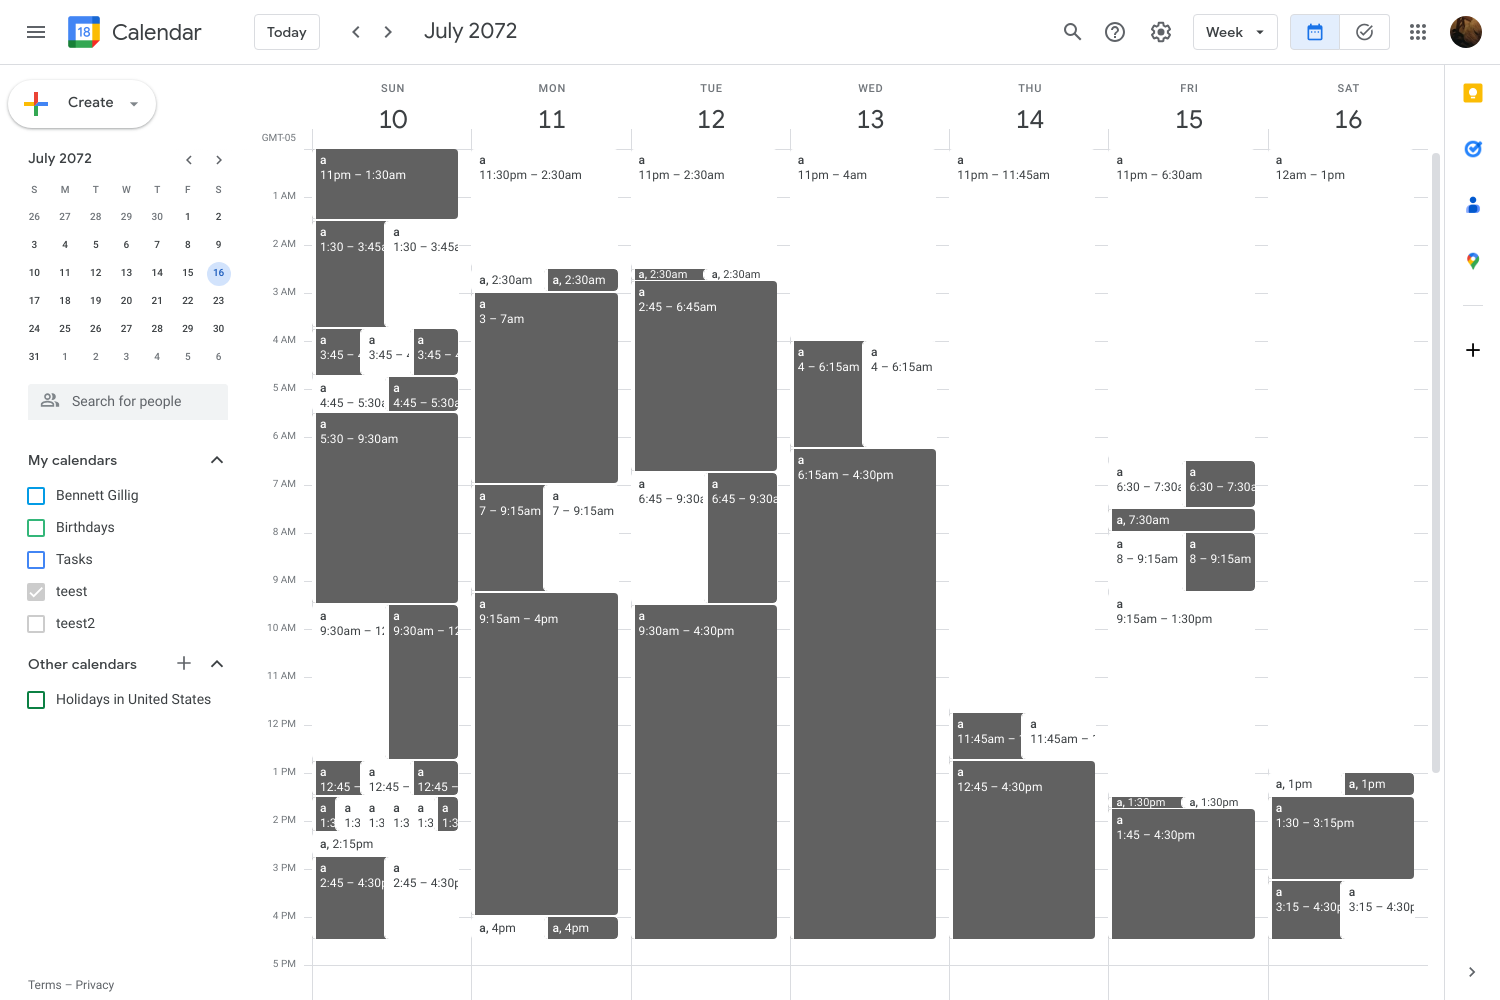 18
Calendar
Today
July 2072
Week
Create
July 2072
S M T W T F S
26 27 28 29 30 1 2
3 4 5 6 7 8 9
10 11 12 13 14 15 16
17 18 19 20 21 22 23
24 25 26 27 28 29 30
31 1 2 3 4 5 6
Search for people
My calendars
Bennett Gillig
Birthdays
Tasks
teest
teest2
Other calendars
Holidays in United States
Terms – Privacy
GMT-05
1 AM
2 AM
3 AM
4 AM
5 AM
6 AM
7 AM
8 AM
9 AM
10 AM
11 AM
12 PM
1 PM
2 PM
3 PM
4 PM
5 PM
SUN
10
a
11pm – 1:30am
a
1:30 – 3:45a
a
1:30 – 3:45a
a
3:45 – 4
a
3:45 – 4
a
3:45 – 4
a
4:45 – 5:30a
a
4:45 – 5:30a
a
5:30 – 9:30am
a
9:30am – 12
a
9:30am – 12
a
12:45 –
a
12:45 –
a
12:45 –
a
1:3
a
1:3
a
1:3
a
1:3
a
1:3
a
1:3
a, 2:15pm
a
2:45 – 4:30p
a
2:45 – 4:30p
MON
11
a
11:30pm – 2:30am
a, 2:30am
a, 2:30am
a
3 – 7am
a
7 – 9:15am
a
7 – 9:15am
a
9:15am – 4pm
a, 4pm
a, 4pm
TUE
12
a
11pm – 2:30am
a, 2:30am
a, 2:30am
a
2:45 – 6:45am
a
6:45 – 9:30a
a
6:45 – 9:30a
a
9:30am – 4:30pm
WED
13
a
11pm – 4am
a
4 – 6:15am
a
4 – 6:15am
a
6:15am – 4:30pm
THU
14
a
11pm – 11:45am
a
11:45am –
a
11:45am –
a
12:45 – 4:30pm
FRI
15
a
11pm – 6:30am
a
6:30 – 7:30a
a
6:30 – 7:30a
a, 7:30am
a
8 – 9:15am
a
8 – 9:15am
a
9:15am – 1:30pm
a, 1:30pm
a, 1:30pm
a
1:45 – 4:30pm
SAT
16
a
12am – 1pm
a, 1pm
a, 1pm
a
1:30 – 3:15pm
a
3:15 – 4:30p
a
3:15 – 4:30p